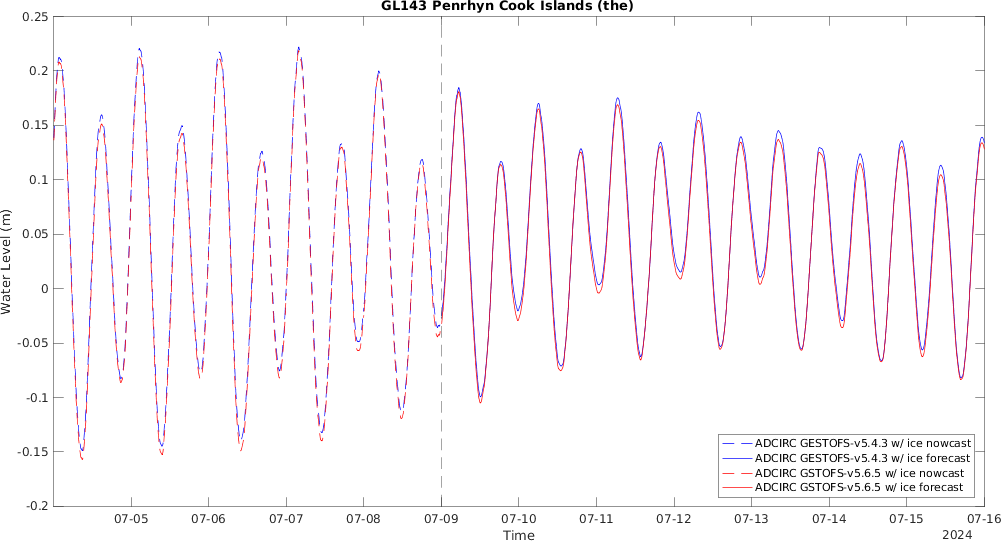 GL143 Penrhyn Cook Islands (the)
0.25
0.2
0.15
0.1
0.05
0
-0.05
-0.1
-0.15
-0.2
Water Level (m)
ADCIRC GESTOFS-v5.4.3 w/ ice nowcast
ADCIRC GESTOFS-v5.4.3 w/ ice forecast
ADCIRC GSTOFS-v5.6.5 w/ ice nowcast
ADCIRC GSTOFS-v5.6.5 w/ ice forecast
07-05 07-06 07-07 07-08 07-09 07-10 07-11 07-12 07-13 07-14 07-15 07-16
Time
2024